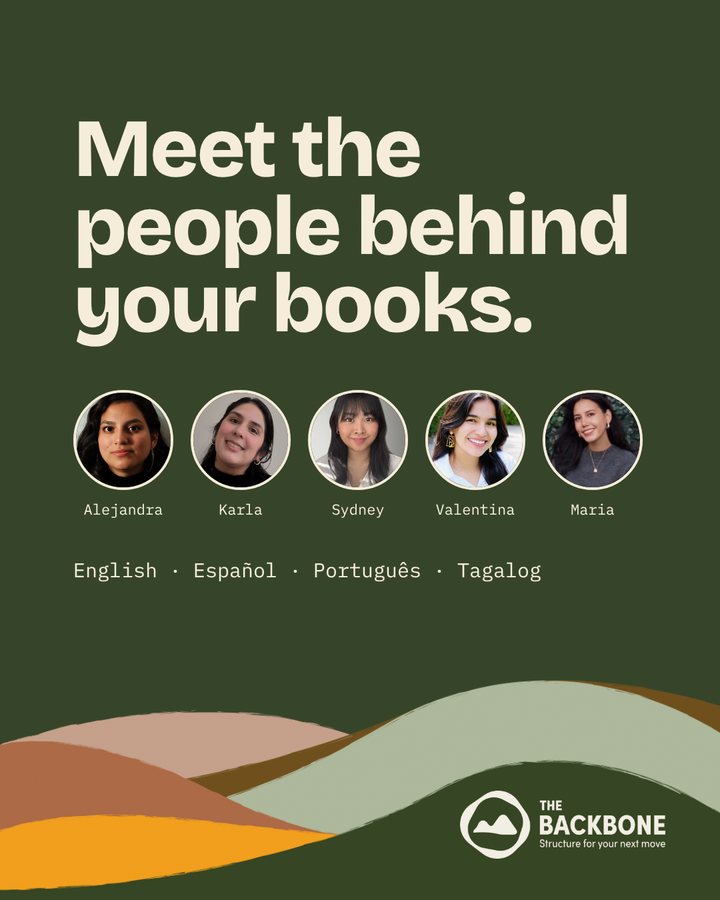 Meet the
people behind
your books.
Alejandra Karla Sydney Valentina Maria
English · Español · Português · Tagalog
THE
BACKBONE
Structure for your next move